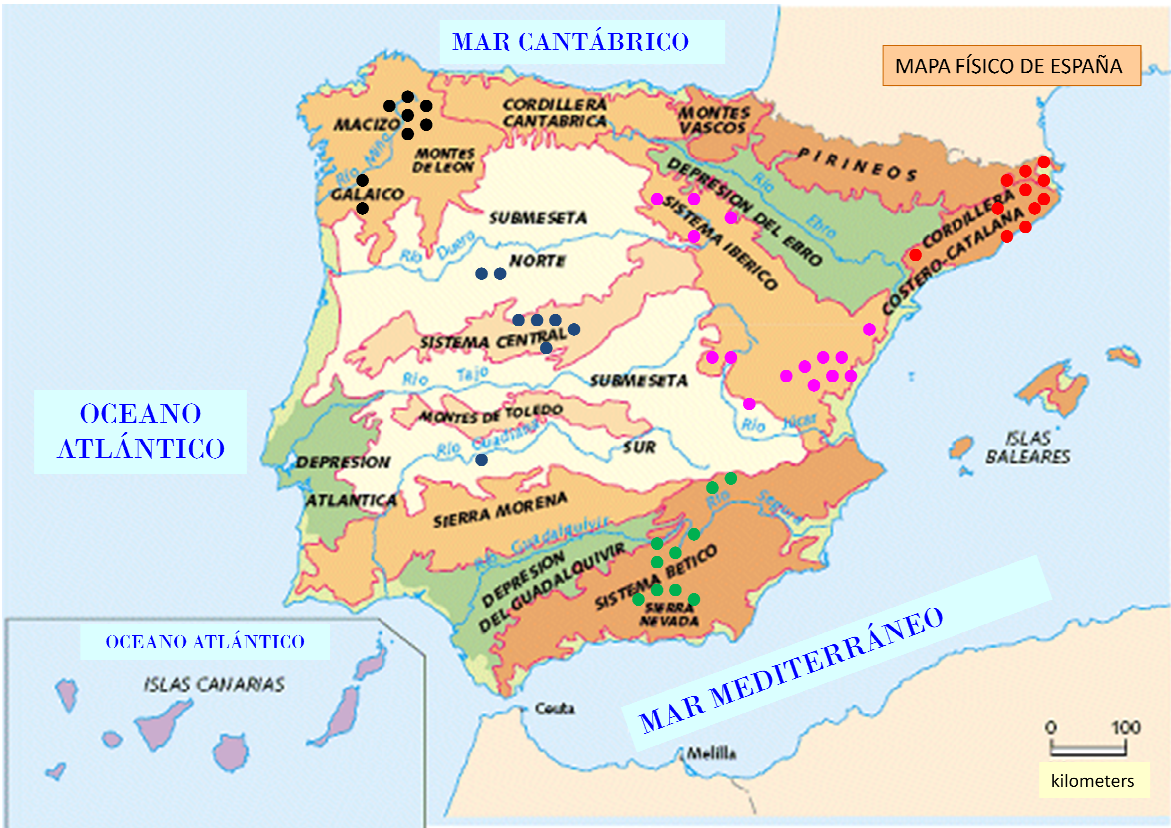 MAR CANTÁBRICO
MAPA FÍSICO DE ESPAÑA
CORDILLERA
CANTABRICA
MONTES
VASCOS
MACIZO
GALAICO
Río Mino
MONTES
DE LEON
PIRINEOS
DEPRESION DEL EBRO
Río Ebro
SISTEMA IBERICO
CORDILLERA
COSTERO-CATALANA
SUBMESETA
NORTE
Río Duero
SISTEMA CENTRAL
Río Tajo
SUBMESETA
SUR
MONTES DE TOLEDO
Río Guadiana
Río Júcar
OCEANO
ATLÁNTICO
DEPRESION
ATLANTICA
ISLAS
BALEARES
SIERRA MORENA
Río Guadalquivir
Río Segura
DEPRESION
DEL GUADALQUIVIR
SISTEMA BETICO
SIERRA
NEVADA
MAR MEDITERRÁNEO
OCEANO ATLÁNTICO
ISLAS CANARIAS
Ceuta
Melilla
0 100
kilometers